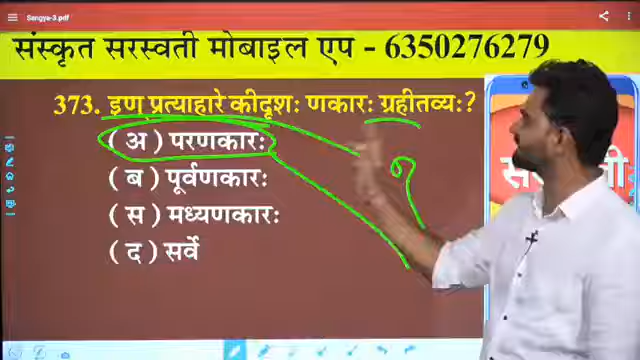 Sangya-3.pdf
संस्कृत सरस्वती मोबाइल एप - 6350276279
373. इण् प्रत्याहारे कीदृशः णकारः ग्रहीतव्यः?
( अ ) परणकारः
( ब ) पूर्वणकारः
( स ) मध्यणकारः
( द ) सर्वे